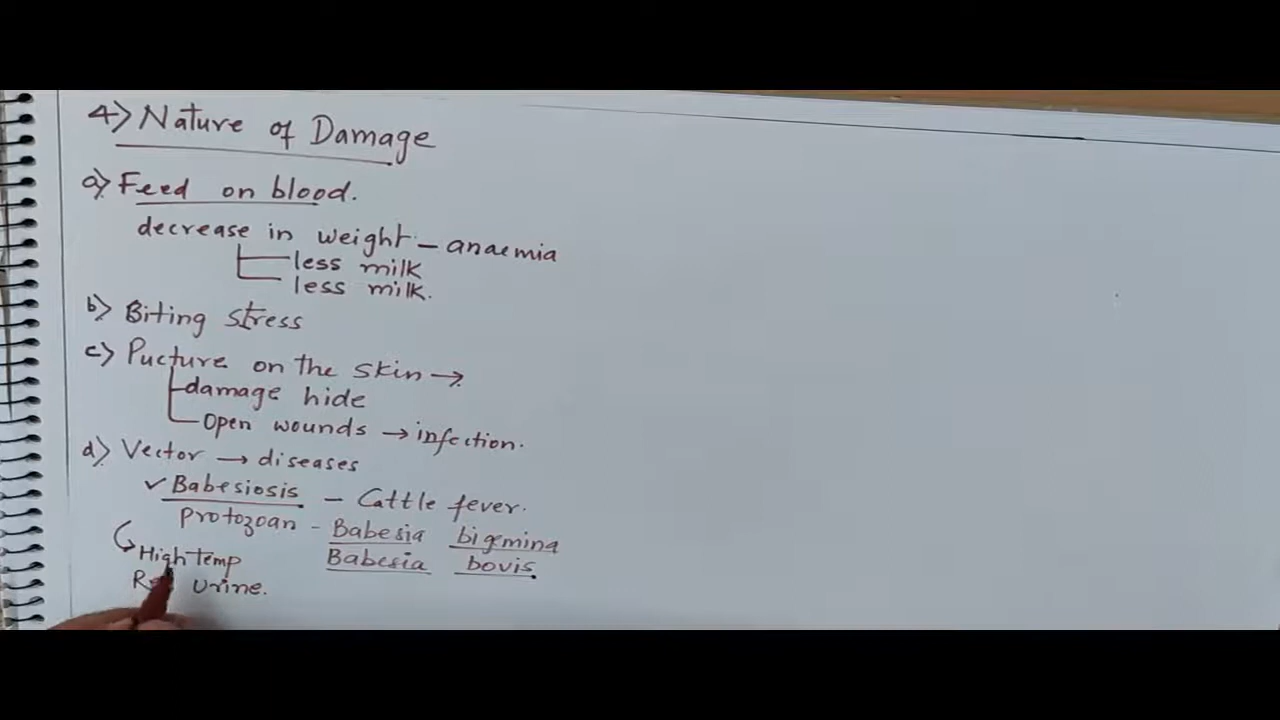 4) Nature of Damage
a) Feed on blood.
decrease in weight - anaemia
less milk
less milk.
b) Biting stress
c) Pucture on the skin →
damage hide
Open wounds → infection.
d) Vector → diseases
✓ Babesiosis - Cattle fever.
Protozoan - Babesia bigemina
Babesia bovis.
High temp
urine.